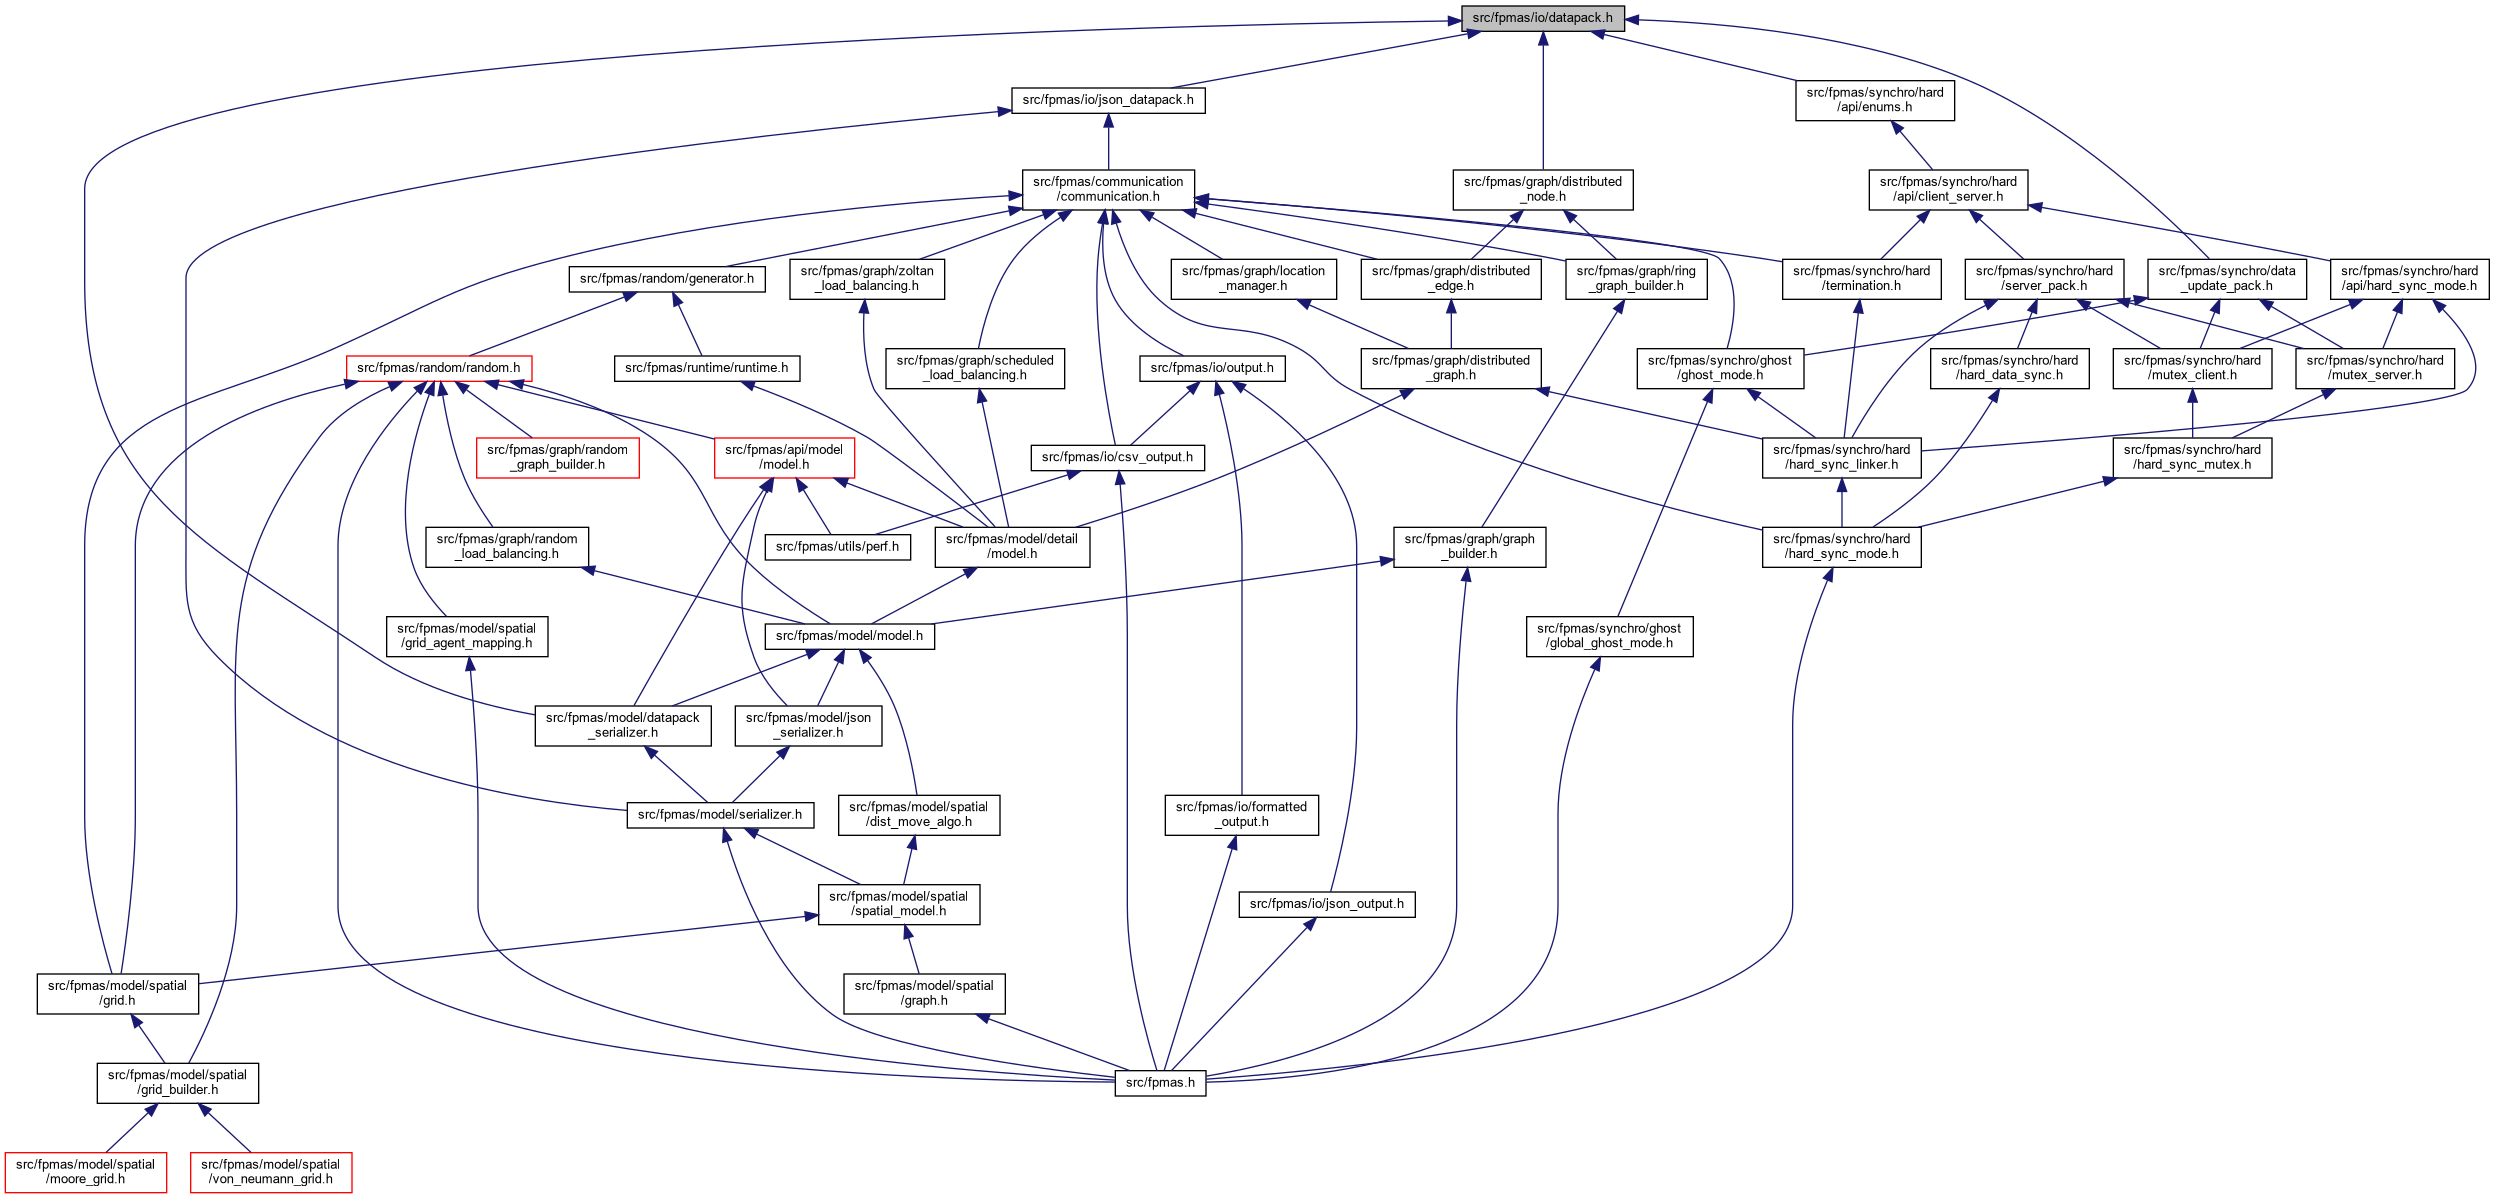 src/fpmas/io/datapack.h
src/fpmas/io/json_datapack.h
src/fpmas/synchro/hard
/api/enums.h
src/fpmas/communication
/communication.h
src/fpmas/graph/distributed
_node.h
src/fpmas/synchro/hard
/api/client_server.h
src/fpmas/random/generator.h
src/fpmas/graph/zoltan
_load_balancing.h
src/fpmas/graph/location
_manager.h
src/fpmas/graph/distributed
_edge.h
src/fpmas/graph/ring
_graph_builder.h
src/fpmas/synchro/hard
/termination.h
src/fpmas/synchro/hard
/server_pack.h
src/fpmas/synchro/data
_update_pack.h
src/fpmas/synchro/hard
/api/hard_sync_mode.h
src/fpmas/random/random.h
src/fpmas/runtime/runtime.h
src/fpmas/graph/scheduled
_load_balancing.h
src/fpmas/io/output.h
src/fpmas/graph/distributed
_graph.h
src/fpmas/synchro/ghost
/ghost_mode.h
src/fpmas/synchro/hard
/hard_data_sync.h
src/fpmas/synchro/hard
/mutex_client.h
src/fpmas/synchro/hard
/mutex_server.h
src/fpmas/graph/random
_graph_builder.h
src/fpmas/api/model
/model.h
src/fpmas/io/csv_output.h
src/fpmas/synchro/hard
/hard_sync_linker.h
src/fpmas/synchro/hard
/hard_sync_mutex.h
src/fpmas/graph/random
_load_balancing.h
src/fpmas/utils/perf.h
src/fpmas/model/detail
/model.h
src/fpmas/graph/graph
_builder.h
src/fpmas/synchro/hard
/hard_sync_mode.h
src/fpmas/model/spatial
/grid_agent_mapping.h
src/fpmas/model/model.h
src/fpmas/synchro/ghost
/global_ghost_mode.h
src/fpmas/model/datapack
_serializer.h
src/fpmas/model/json
_serializer.h
src/fpmas/model/serializer.h
src/fpmas/model/spatial
/dist_move_algo.h
src/fpmas/io/formatted
_output.h
src/fpmas/model/spatial
/spatial_model.h
src/fpmas/io/json_output.h
src/fpmas/model/spatial
/grid.h
src/fpmas/model/spatial
/graph.h
src/fpmas/model/spatial
/grid_builder.h
src/fpmas.h
src/fpmas/model/spatial
/moore_grid.h
src/fpmas/model/spatial
/von_neumann_grid.h